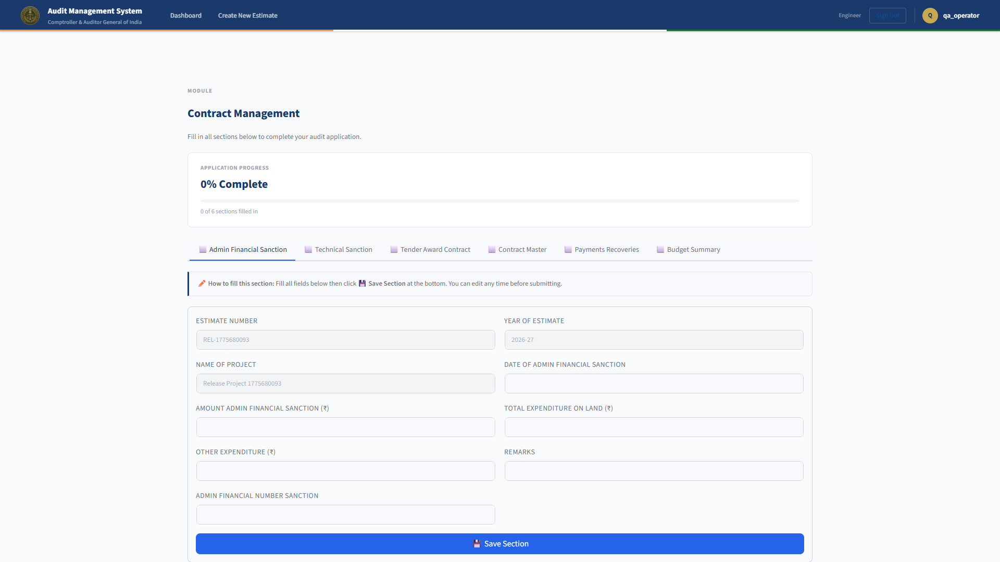 Audit Management System
Comptroller & Auditor General of India
Dashboard
Create New Estimate
Engineer
Sign Out
Q
qa_operator
MODULE
Contract Management
Fill in all sections below to complete your audit application.
APPLICATION PROGRESS
0% Complete
0 of 6 sections filled in
Admin Financial Sanction
Technical Sanction
Tender Award Contract
Contract Master
Payments Recoveries
Budget Summary
How to fill this section: Fill all fields below then click 💾 Save Section at the bottom. You can edit any time before submitting.
ESTIMATE NUMBER
YEAR OF ESTIMATE
REL-1775680093
2026-27
NAME OF PROJECT
DATE OF ADMIN FINANCIAL SANCTION
Release Project 1775680093
AMOUNT ADMIN FINANCIAL SANCTION (₹)
TOTAL EXPENDITURE ON LAND (₹)
OTHER EXPENDITURE (₹)
REMARKS
ADMIN FINANCIAL NUMBER SANCTION
💾 Save Section